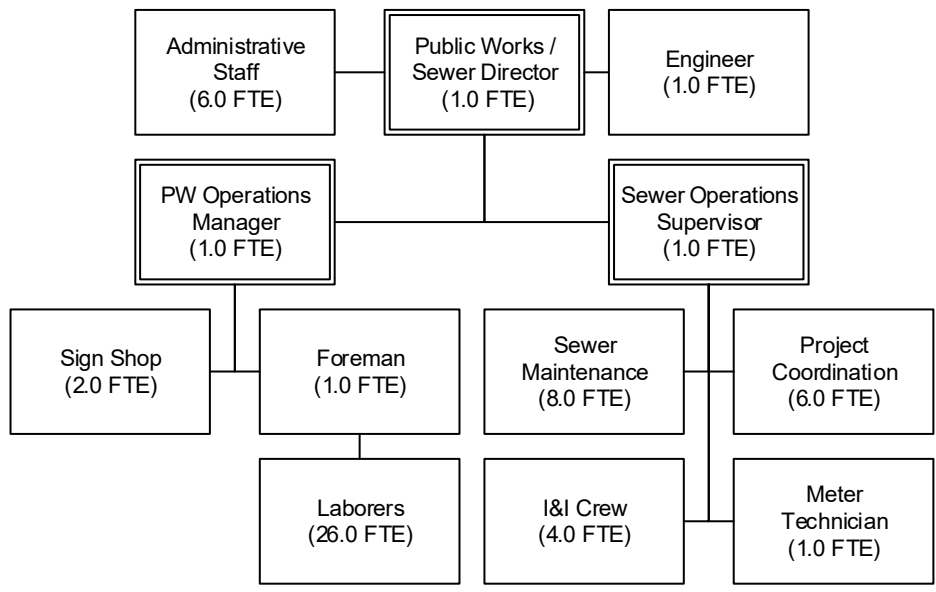 Administrative
Staff
(6.0 FTE)
Public Works /
Sewer Director
(1.0 FTE)
Engineer
(1.0 FTE)
PW Operations
Manager
(1.0 FTE)
Sewer Operations
Supervisor
(1.0 FTE)
Sign Shop
(2.0 FTE)
Foreman
(1.0 FTE)
Sewer
Maintenance
(8.0 FTE)
Project
Coordination
(6.0 FTE)
Laborers
(26.0 FTE)
I&I Crew
(4.0 FTE)
Meter
Technician
(1.0 FTE)